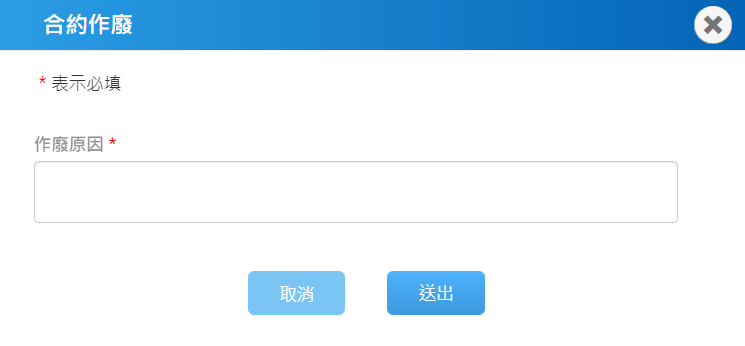 合約作廢
* 表示必填
作廢原因 *
取消
送出